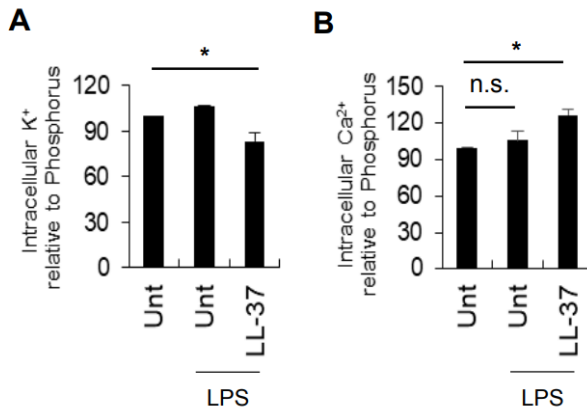 A
*
Intracellular K⁺
relative to Phosphorus
120
90
60
30
0
Unt
Unt
LL-37
LPS
B
*
n.s.
Intracellular Ca²⁺
relative to Phosphorus
150
120
90
60
30
0
Unt
Unt
LL-37
LPS